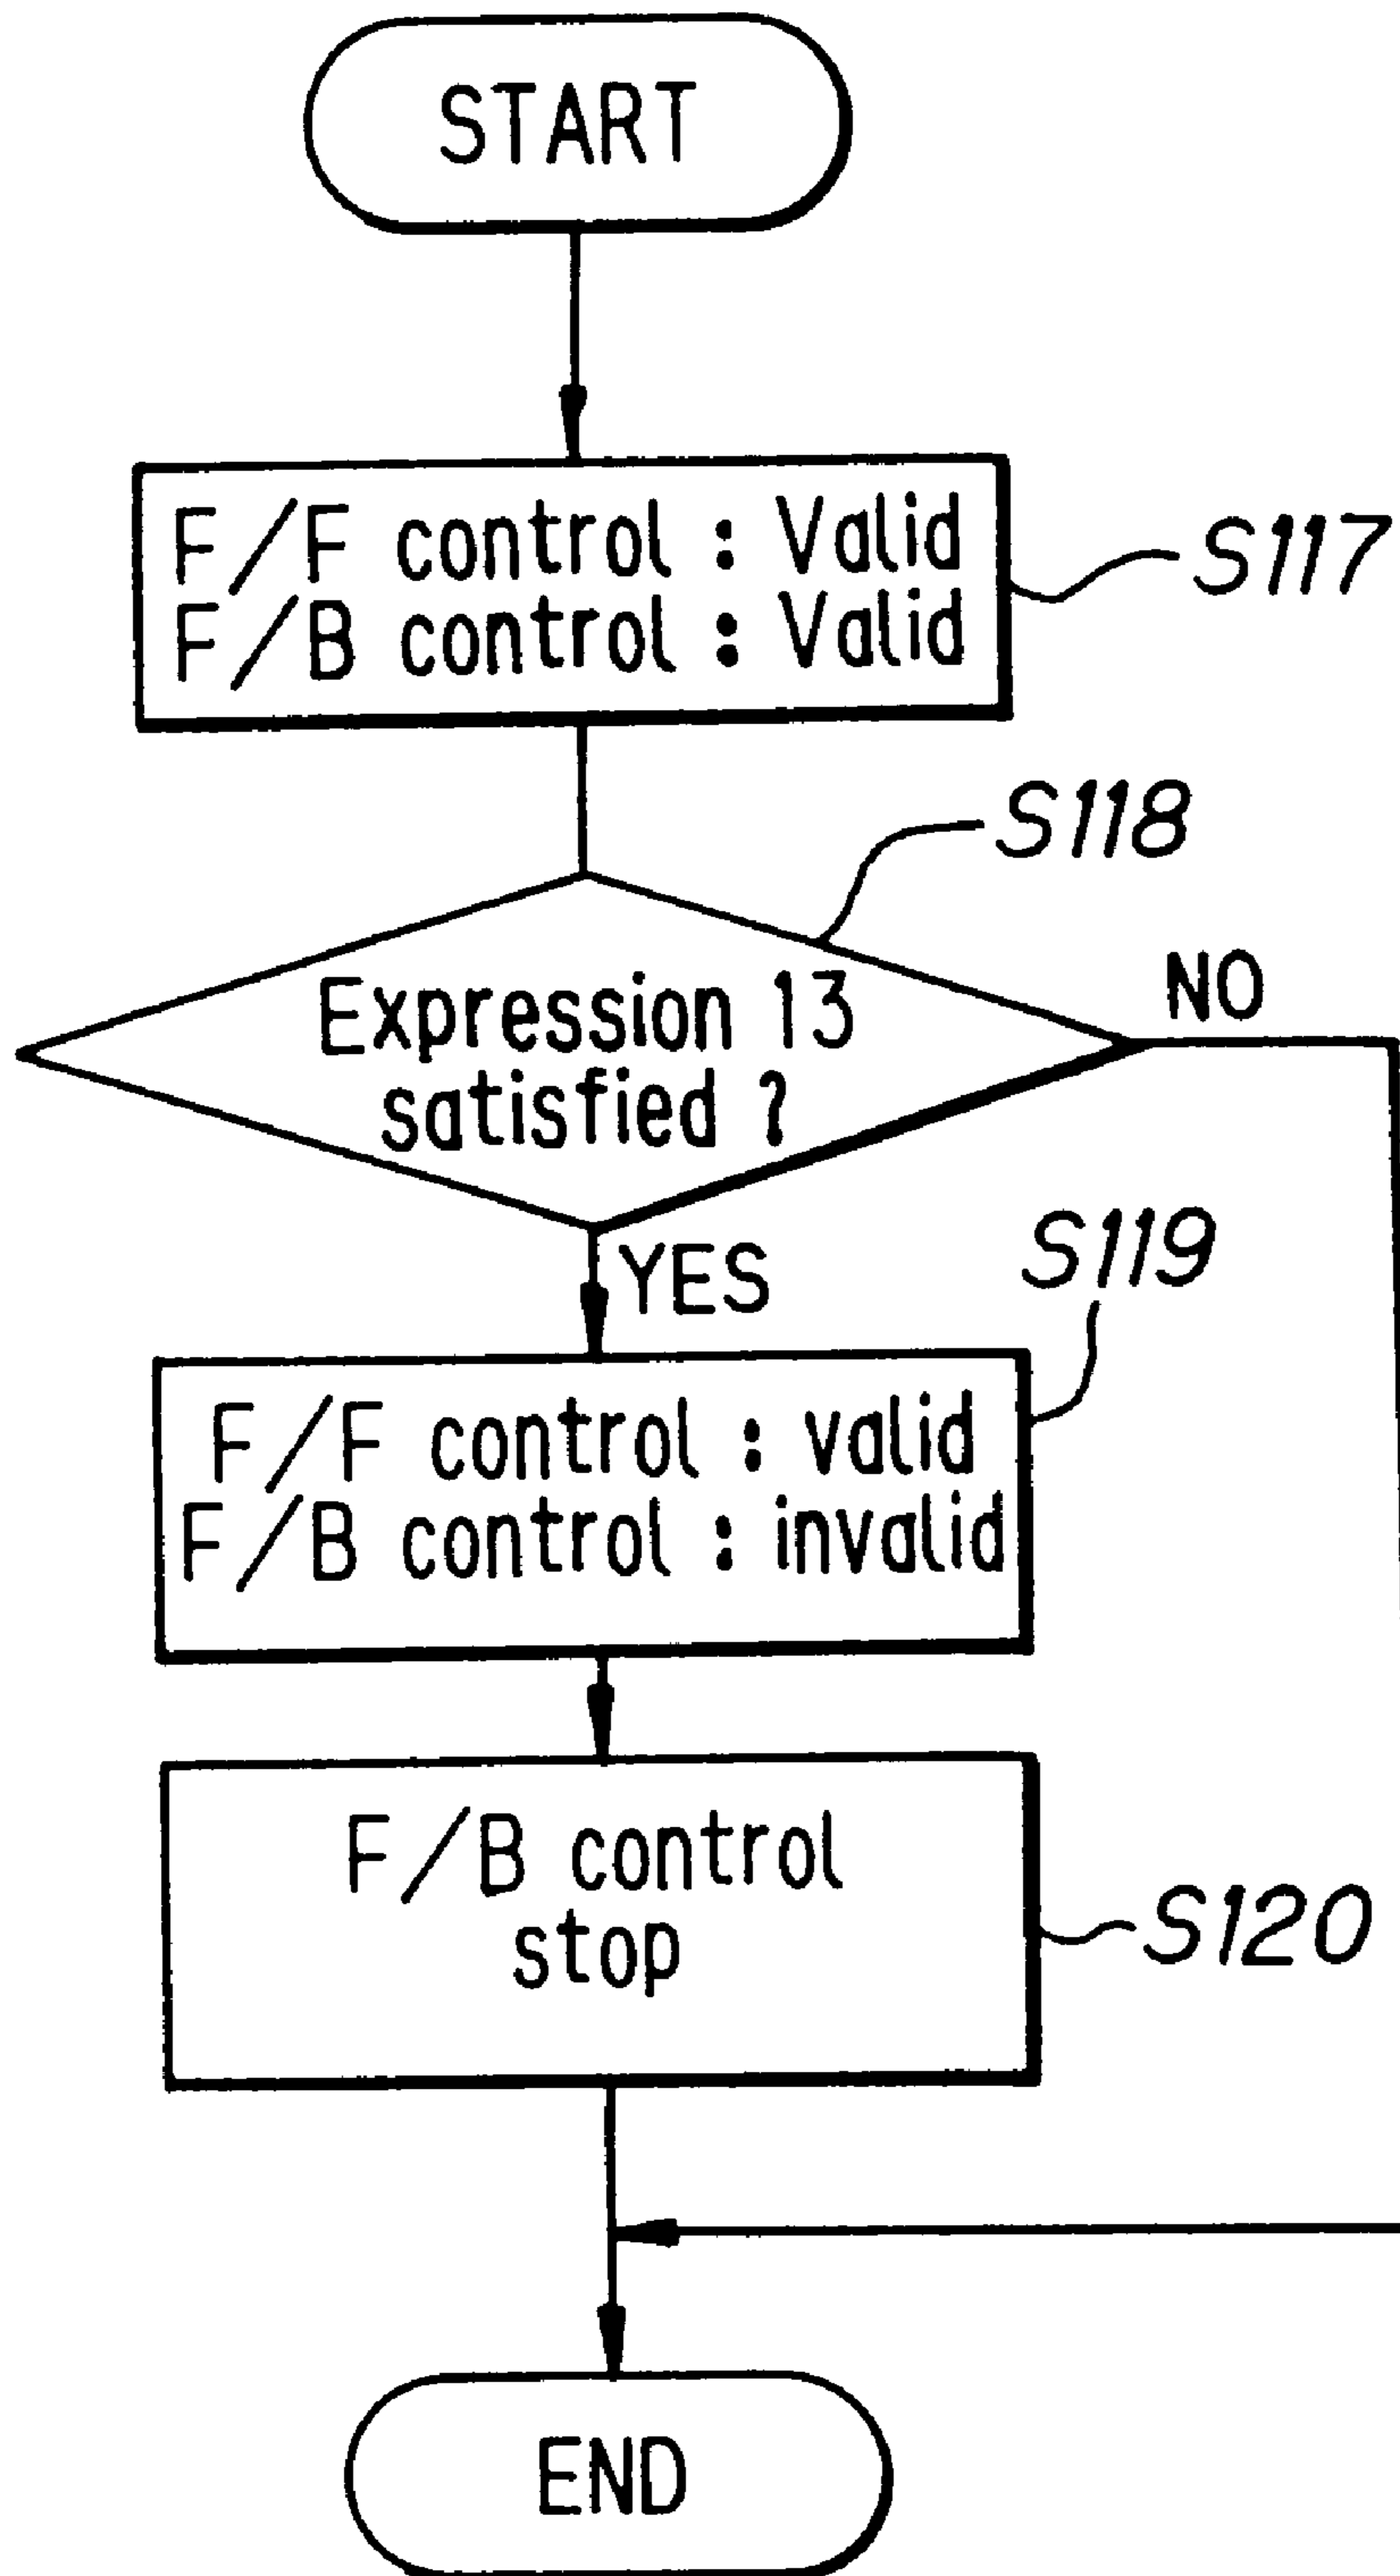 START
F/F control : Valid
F/B control : Valid
S117
S118
Expression 13
satisfied ?
NO
YES
S119
F/F control : valid
F/B control : invalid
F/B control
stop
S120
END